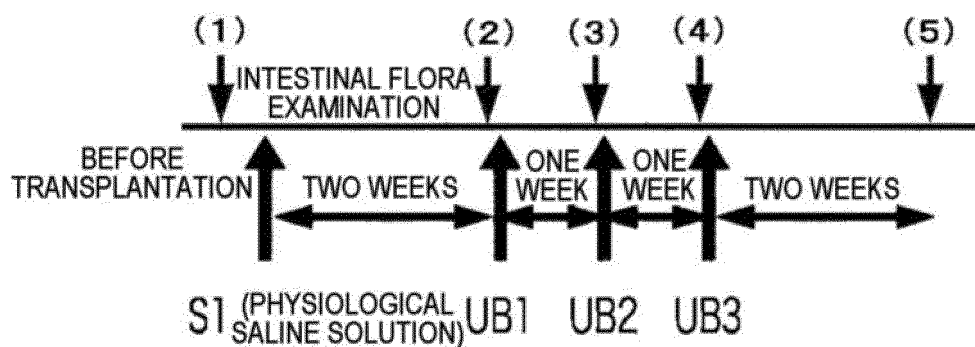 (1) (2) (3) (4) (5)
INTESTINAL FLORA
EXAMINATION
BEFORE
TRANSPLANTATION
TWO WEEKS
ONE
WEEK
ONE
WEEK
TWO WEEKS
S1 (PHYSIOLOGICAL
SALINE SOLUTION) UB1 UB2 UB3